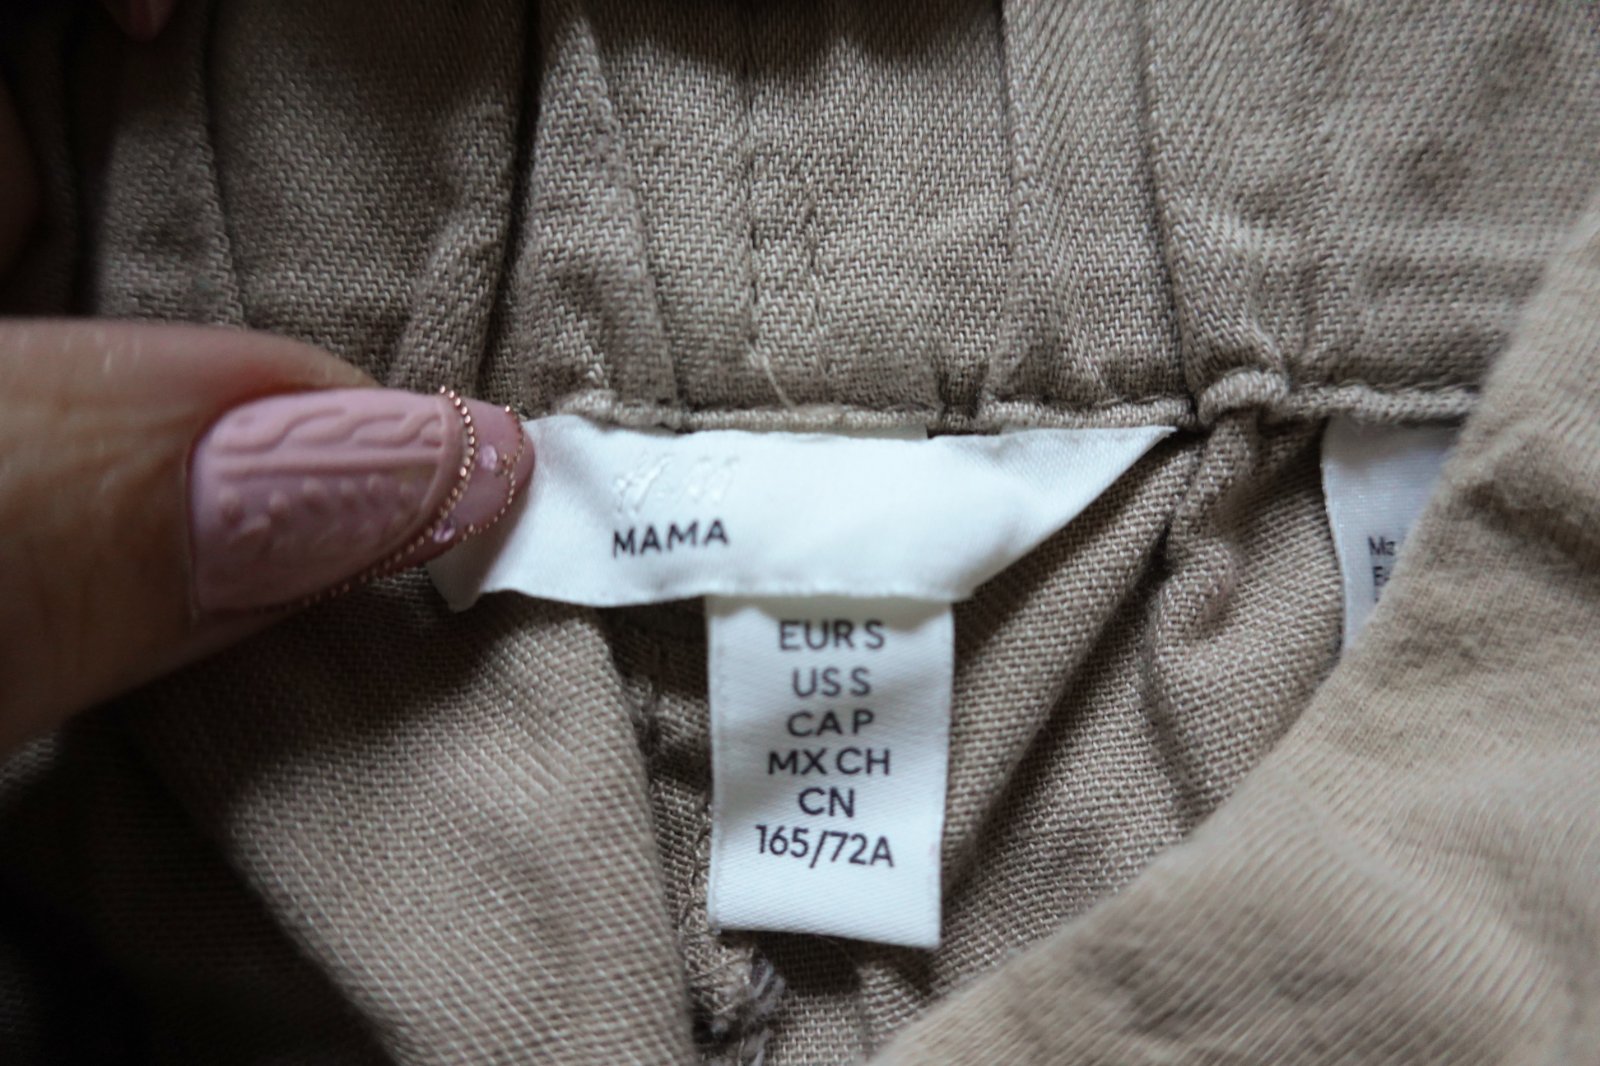 H&M
MAMA
EUR S
US S
CA P
MX CH
CN
165/72A